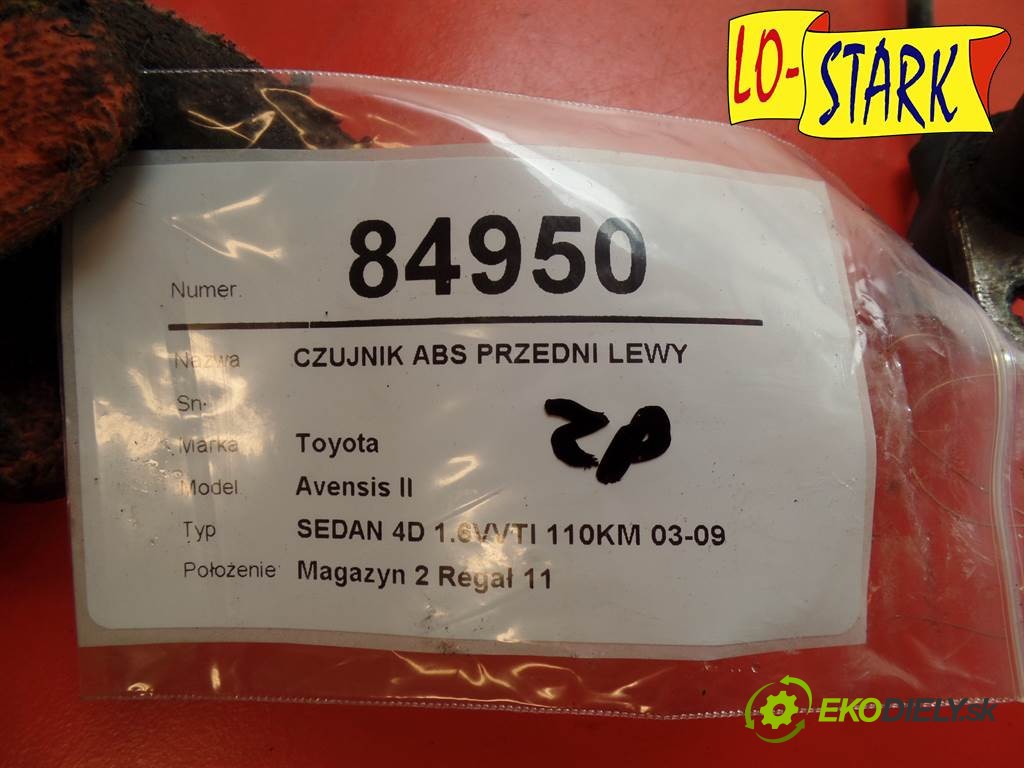 LO-STARK
Numer. 84950
Nazwa CZUJNIK ABS PRZEDNI LEWY
Sn:
Marka Toyota
ZP
Model Avensis II
Typ SEDAN 4D 1.6VVTI 110KM 03-09
Położenie Magazyn 2 Regał 11
EKODIELY.sk